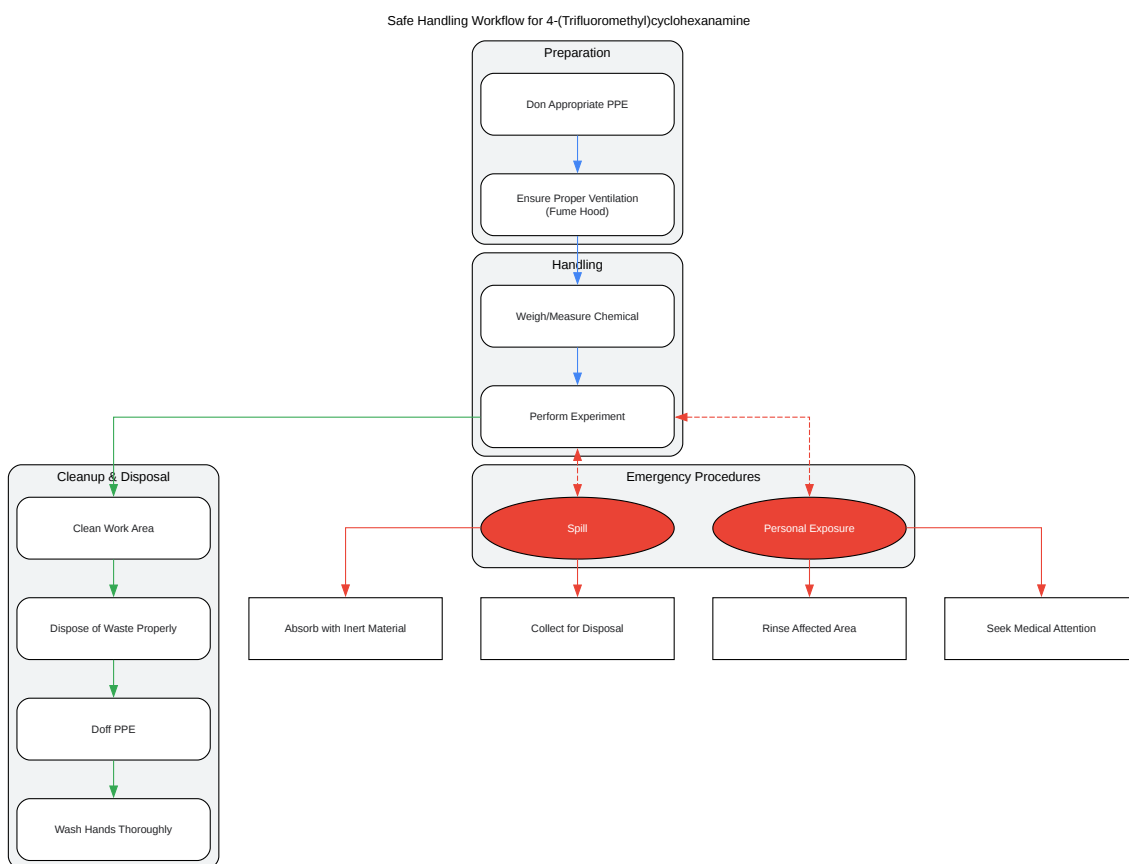 Safe Handling Workflow for 4-(Trifluoromethyl)cyclohexanamine
Preparation
Don Appropriate PPE
Ensure Proper Ventilation
(Fume Hood)
Handling
Weigh/Measure Chemical
Perform Experiment
Cleanup & Disposal
Clean Work Area
Dispose of Waste Properly
Doff PPE
Wash Hands Thoroughly
Emergency Procedures
Spill
Personal Exposure
Absorb with Inert Material
Collect for Disposal
Rinse Affected Area
Seek Medical Attention